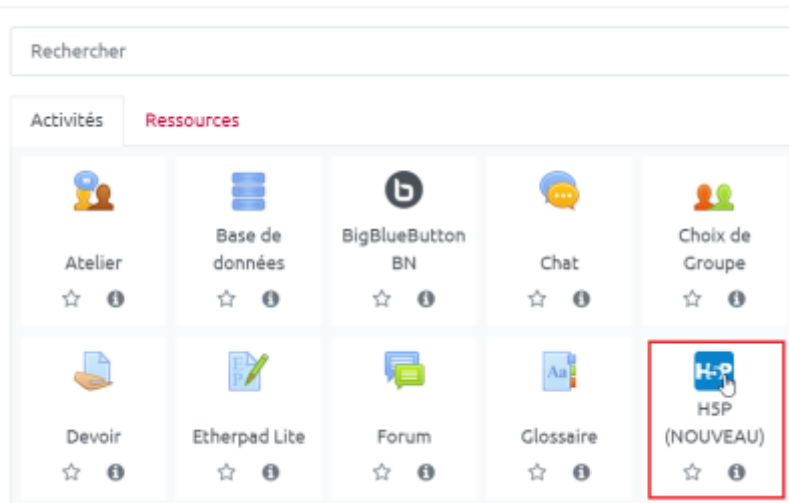 Rechercher
Activités Ressources
Atelier
Base de
données
BigBlueButton
BN
Chat
Choix de
Groupe
Devoir
Etherpad Lite
Forum
Aa
Glossaire
H5P
H5P
(NOUVEAU)